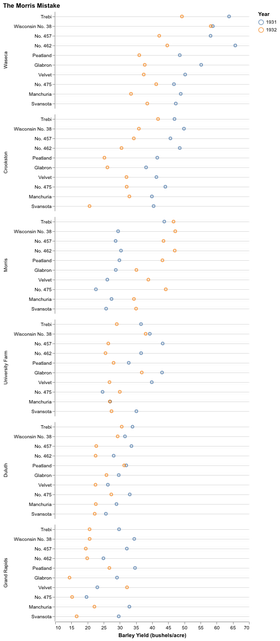 The Morris Mistake
Year
1931
1932
Waseca
Trebi
Wisconsin No. 38
No. 457
No. 462
Peatland
Glabron
Velvet
No. 475
Manchuria
Svansota
Crookston
Trebi
Wisconsin No. 38
No. 457
No. 462
Peatland
Glabron
Velvet
No. 475
Manchuria
Svansota
Morris
Trebi
Wisconsin No. 38
No. 457
No. 462
Peatland
Glabron
Velvet
No. 475
Manchuria
Svansota
University Farm
Trebi
Wisconsin No. 38
No. 457
No. 462
Peatland
Glabron
Velvet
No. 475
Manchuria
Svansota
Duluth
Trebi
Wisconsin No. 38
No. 457
No. 462
Peatland
Glabron
Velvet
No. 475
Manchuria
Svansota
Grand Rapids
Trebi
Wisconsin No. 38
No. 457
No. 462
Peatland
Glabron
Velvet
No. 475
Manchuria
Svansota
10 15 20 25 30 35 40 45 50 55 60 65 70
Barley Yield (bushels/acre)